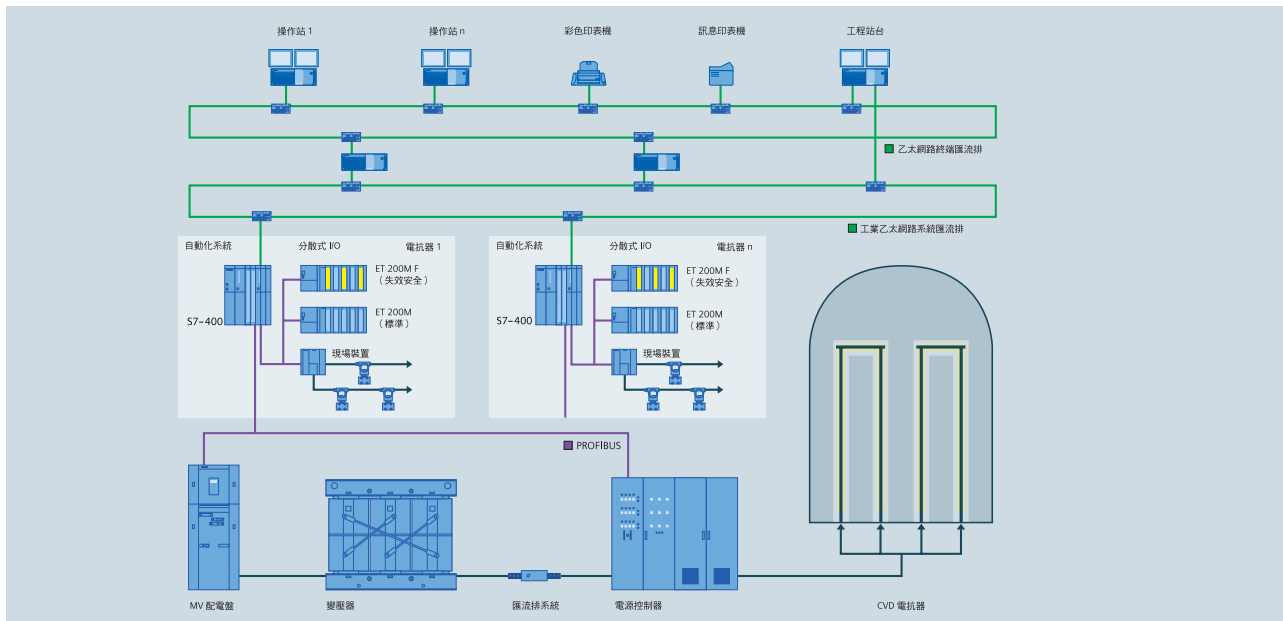 操作站 1
操作站 n
彩色印表機
訊息印表機
工程站台
乙太網路終端匯流排
工業乙太網路系統匯流排
自動化系統
分散式 I/O
電抗器 1
S7-400
ET 200M F
（失效安全）
ET 200M
（標準）
現場裝置
自動化系統
分散式 I/O
電抗器 n
S7-400
ET 200M F
（失效安全）
ET 200M
（標準）
現場裝置
PROFIBUS
MV 配電盤
變壓器
匯流排系統
電源控制器
CVD 電抗器